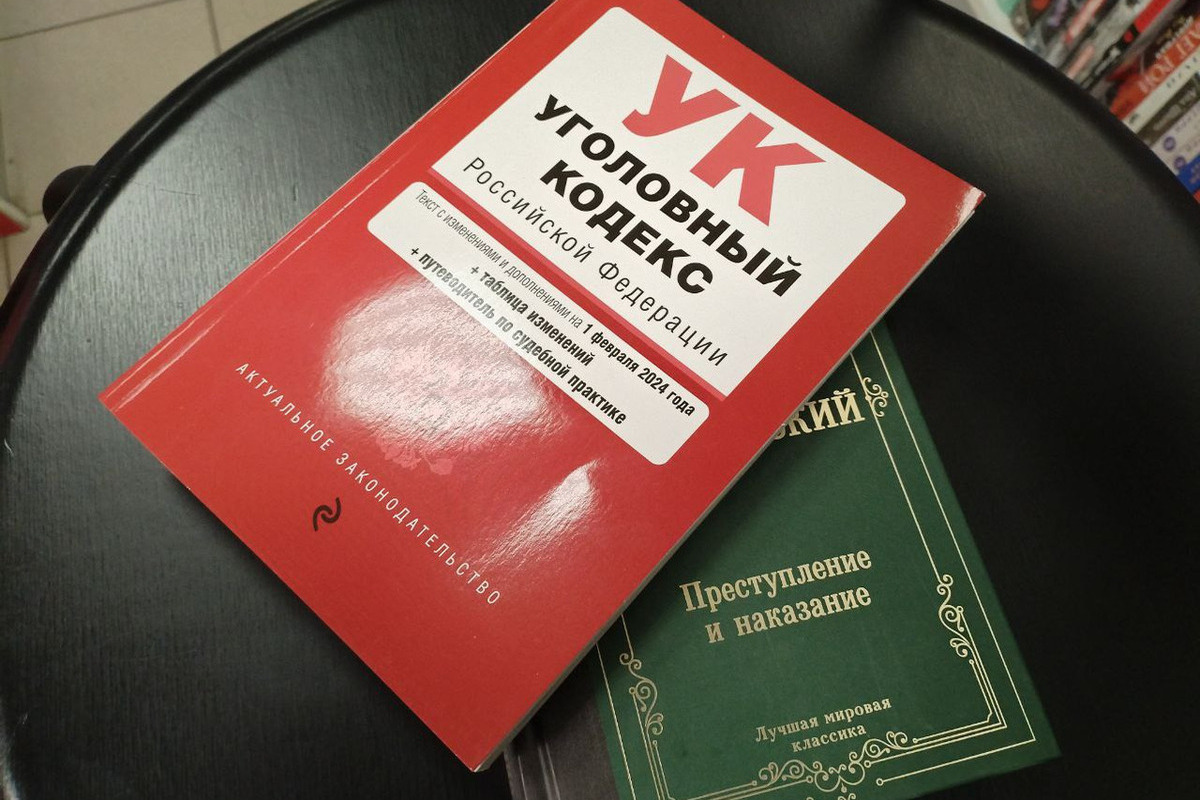 УК
УГОЛОВНЫЙ
КОДЕКС
Российской Федерации
Текст с изменениями и дополнениями на 1 февраля 2024 года
+ таблица изменений
+ путеводитель по судебной практике
АКТУАЛЬНОЕ ЗАКОНОДАТЕЛЬСТВО
СКИЙ
Преступление
и наказание
Лучшая мировая
классика